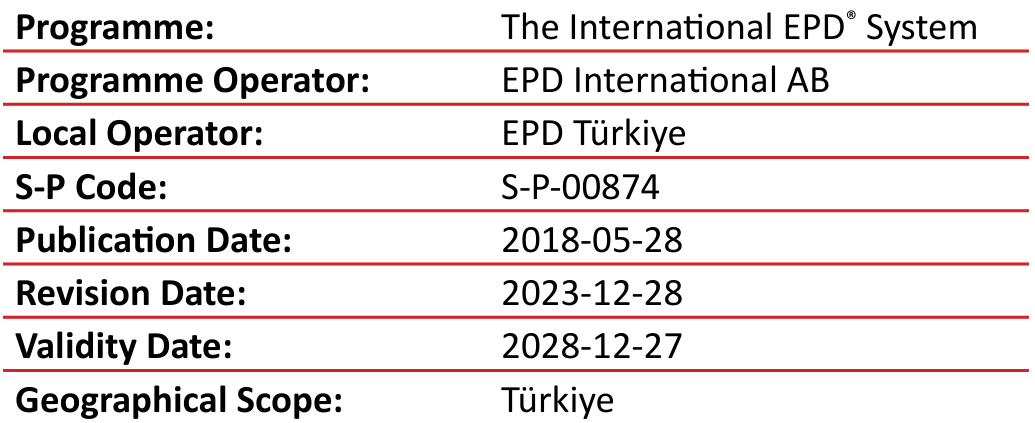 Programme: The International EPD® System
Programme Operator: EPD International AB
Local Operator: EPD Türkiye
S-P Code: S-P-00874
Publication Date: 2018-05-28
Revision Date: 2023-12-28
Validity Date: 2028-12-27
Geographical Scope: Türkiye